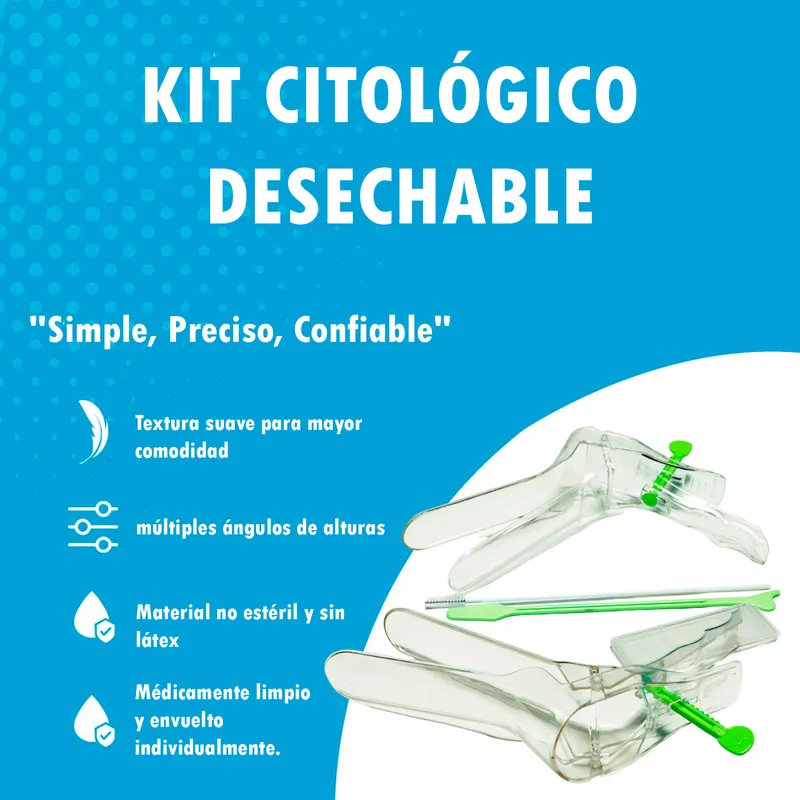 KIT CITOLÓGICO
DESECHABLE
"Simple, Preciso, Confiable"
Textura suave para mayor
comodidad
múltiples ángulos de alturas
Material no estéril y sin
látex
Médicamente limpio
y envuelto
individualmente.